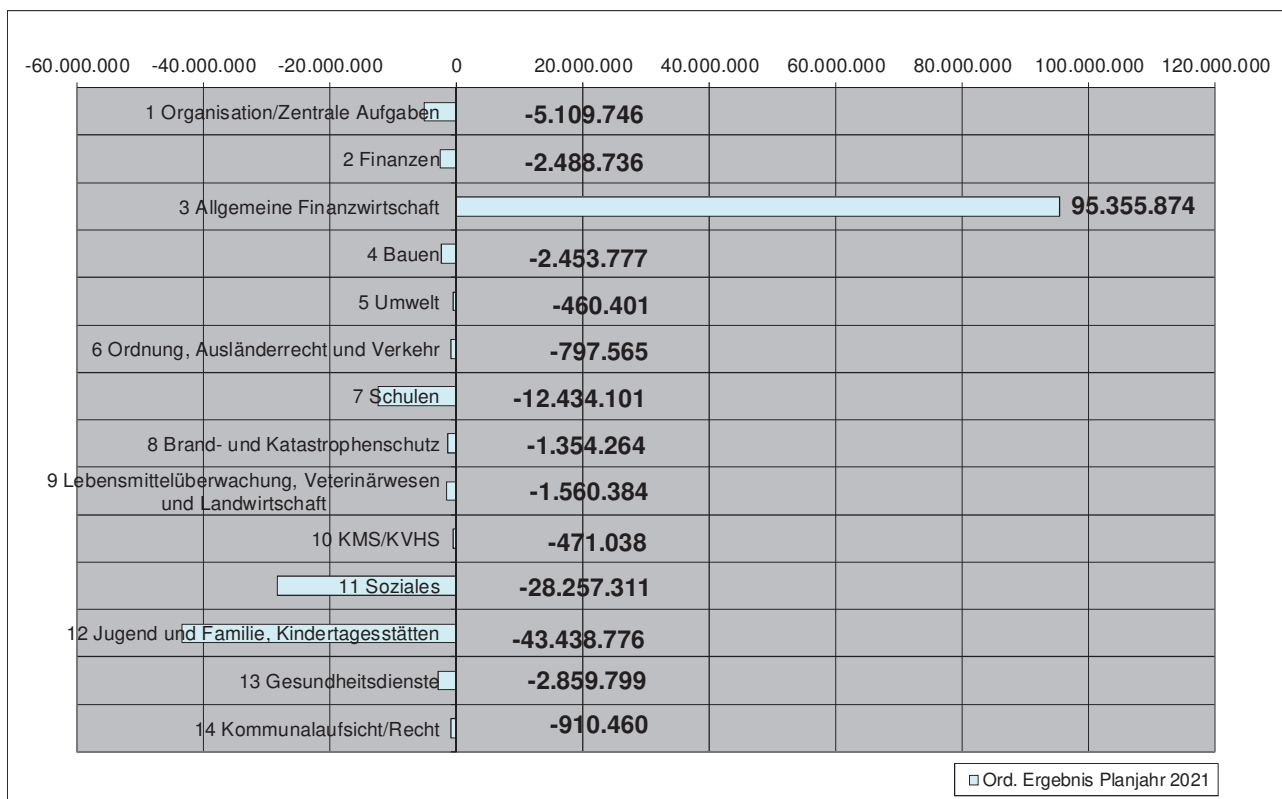 -60.000.000 -40.000.000 -20.000.000 0 20.000.000 40.000.000 60.000.000 80.000.000 100.000.000 120.000.000
1 Organisation/Zentrale Aufgaben -5.109.746
2 Finanzen -2.488.736
3 Allgemeine Finanzwirtschaft 95.355.874
4 Bauen -2.453.777
5 Umwelt -460.401
6 Ordnung, Ausländerrecht und Verkehr -797.565
7 Schulen -12.434.101
8 Brand- und Katastrophenschutz -1.354.264
9 Lebensmittelüberwachung, Veterinärwesen
und Landwirtschaft -1.560.384
10 KMS/KVHS -471.038
11 Soziales -28.257.311
12 Jugend und Familie, Kindertagesstätten -43.438.776
13 Gesundheitsdienste -2.859.799
14 Kommunalaufsicht/Recht -910.460
Ord. Ergebnis Planjahr 2021